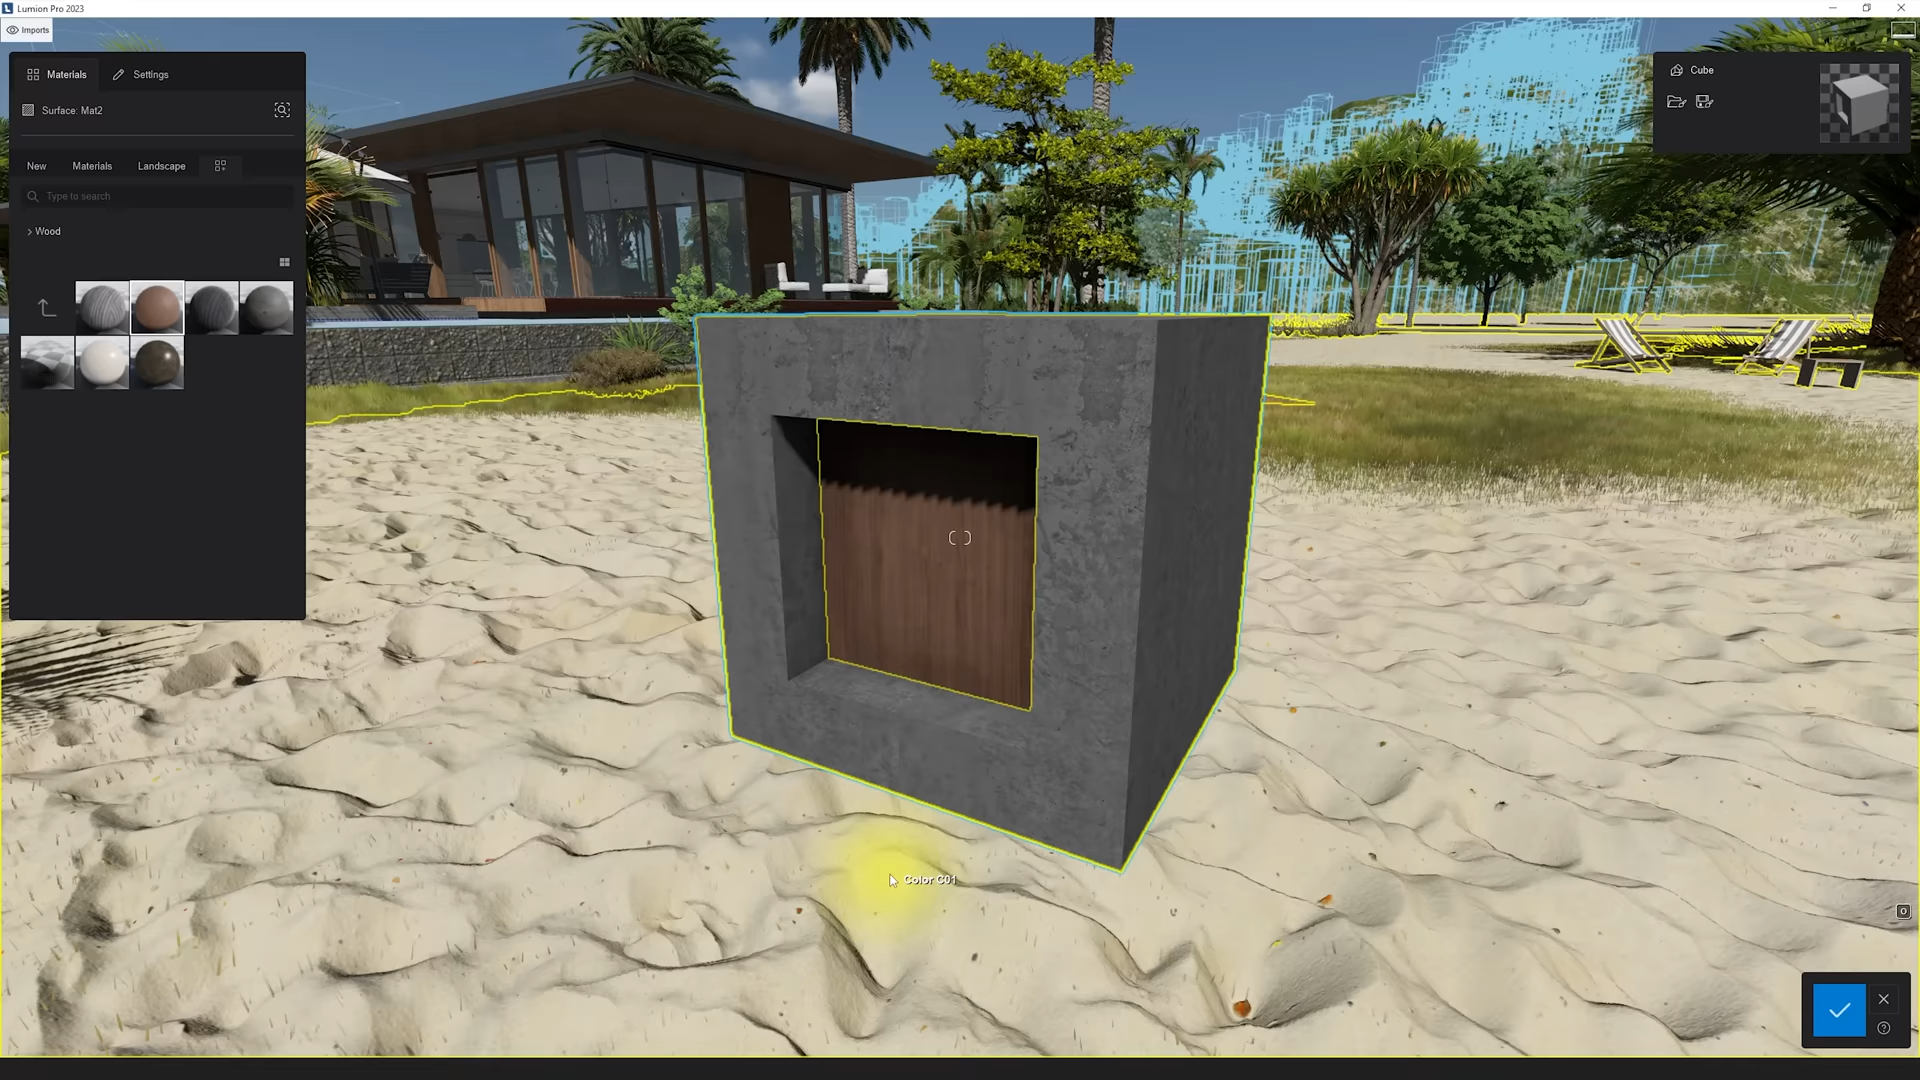 Lumion Pro 2023
Imports
Materials
Settings
Surface: Mat2
New
Materials
Landscape
Type to search
Wood
Cube
Color C01
O